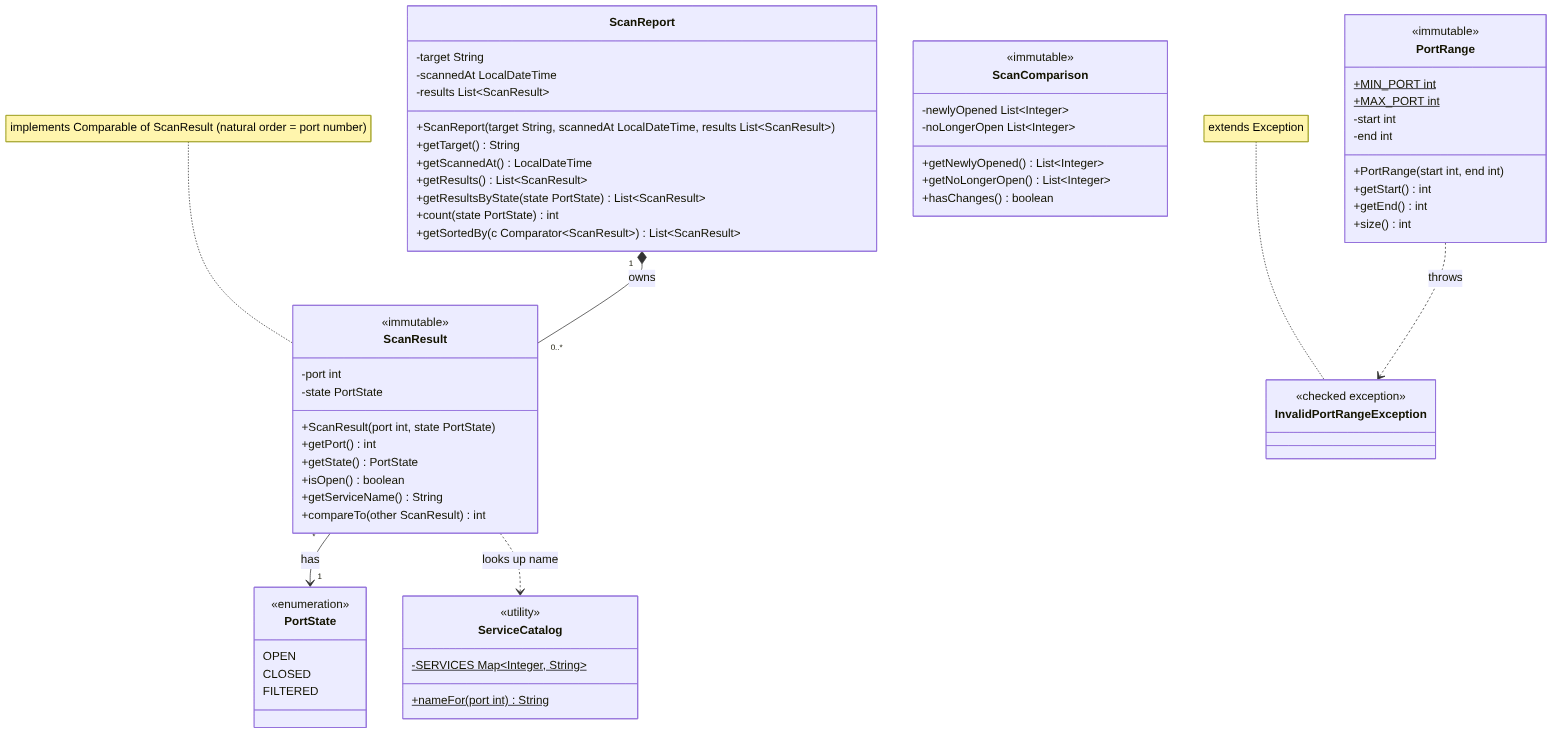 ScanReport
-target String
-scannedAt LocalDateTime
-results List<ScanResult>
+ScanReport(target String, scannedAt LocalDateTime, results List<ScanResult>)
+getTarget() : String
+getScannedAt() : LocalDateTime
+getResults() : List<ScanResult>
+getResultsByState(state PortState) : List<ScanResult>
+count(state PortState) : int
+getSortedBy(c Comparator<ScanResult>) : List<ScanResult>
«immutable»
ScanComparison
-newlyOpened List<Integer>
-noLongerOpen List<Integer>
+getNewlyOpened() : List<Integer>
+getNoLongerOpen() : List<Integer>
+hasChanges() : boolean
«immutable»
PortRange
+MIN_PORT int
+MAX_PORT int
-start int
-end int
+PortRange(start int, end int)
+getStart() : int
+getEnd() : int
+size() : int
implements Comparable of ScanResult (natural order = port number)
extends Exception
1
owns
0..*
throws
«immutable»
ScanResult
-port int
-state PortState
+ScanResult(port int, state PortState)
+getPort() : int
+getState() : PortState
+isOpen() : boolean
+getServiceName() : String
+compareTo(other ScanResult) : int
«checked exception»
InvalidPortRangeException
*
has
1
looks up name
«enumeration»
PortState
OPEN
CLOSED
FILTERED
«utility»
ServiceCatalog
-SERVICES Map<Integer, String>
+nameFor(port int) : String